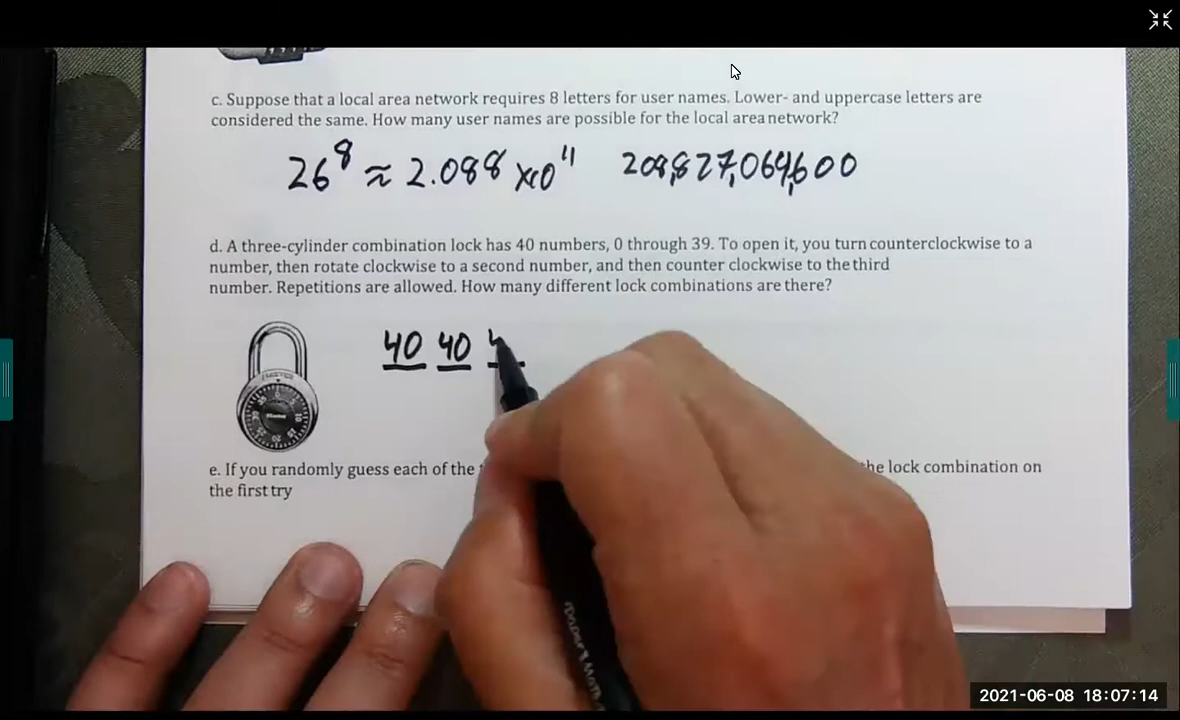 c. Suppose that a local area network requires 8 letters for user names. Lower- and uppercase letters are
considered the same. How many user names are possible for the local area network?
26⁸ ≈ 2.088 x10¹¹ 208,827,064,600
d. A three-cylinder combination lock has 40 numbers, 0 through 39. To open it, you turn counterclockwise to a
number, then rotate clockwise to a second number, and then counter clockwise to the third
number. Repetitions are allowed. How many different lock combinations are there?
40 40 4
e. If you randomly guess each of the the lock combination on
the first try
2021-06-08 18:07:14